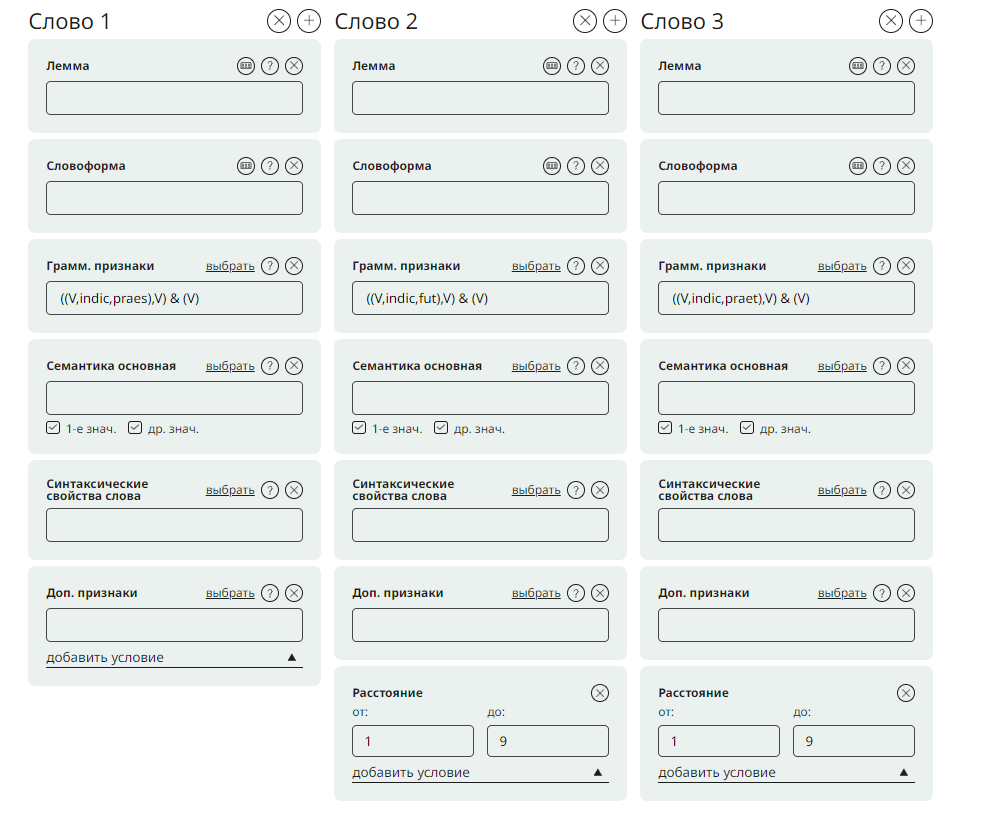 Слово 1
Лемма
Словоформа
Грамм. признаки выбрать ?
((V,indic,praes),V) & (V)
Семантика основная выбрать ?
1-е знач. др. знач.
Синтаксические
свойства слова выбрать ?
Доп. признаки выбрать ?
добавить условие
Слово 2
Лемма ?
Словоформа ?
Грамм. признаки выбрать ?
((V,indic,fut),V) & (V)
Семантика основная выбрать ?
1-е знач. др. знач.
Синтаксические
свойства слова выбрать ?
Доп. признаки выбрать ?
Расстояние
от: до:
1 9
добавить условие
Слово 3
Лемма ?
Словоформа ?
Грамм. признаки выбрать ?
((V,indic,praet),V) & (V)
Семантика основная выбрать ?
1-е знач. др. знач.
Синтаксические
свойства слова выбрать ?
Доп. признаки выбрать ?
Расстояние
от: до:
1 9
добавить условие